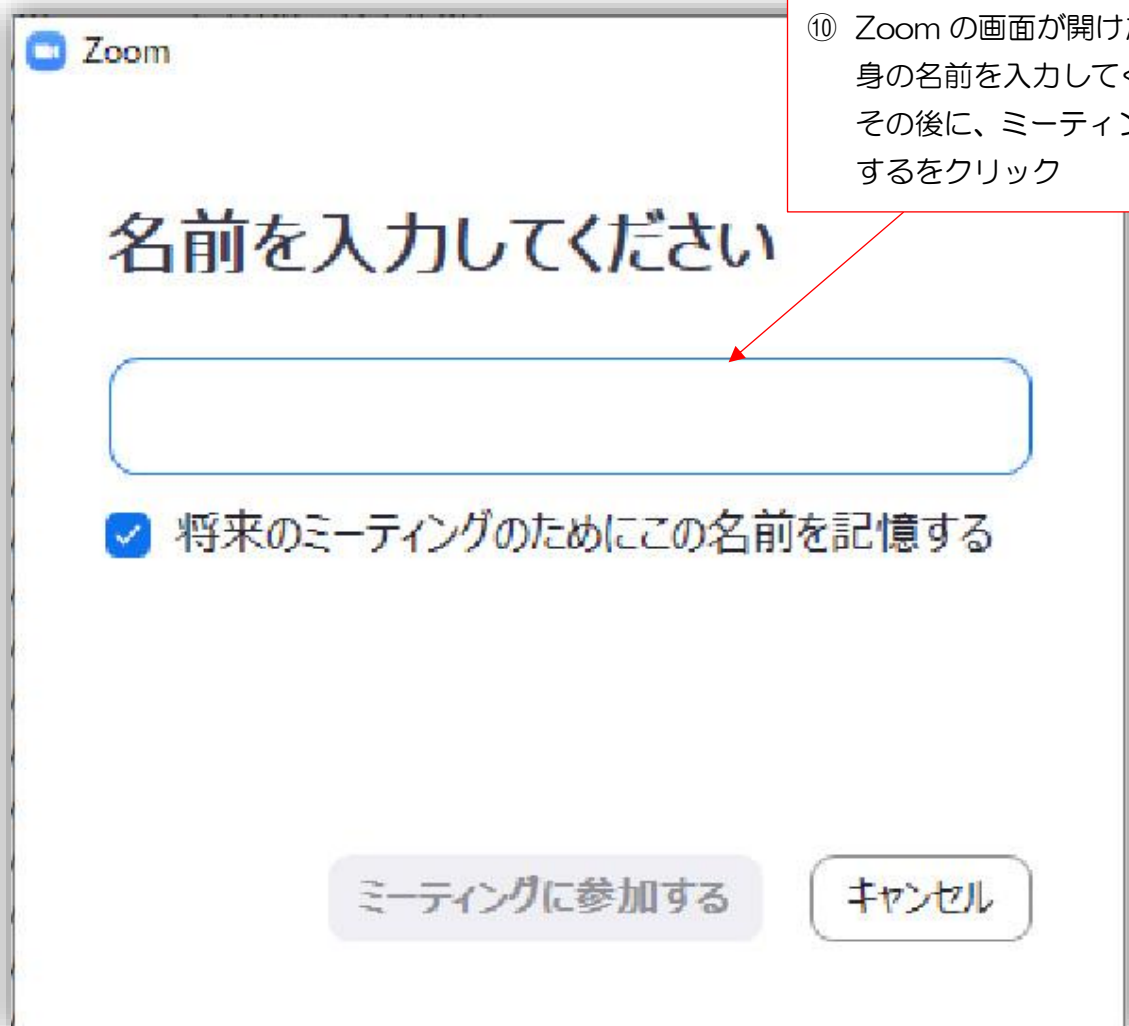 Zoom
⑩ Zoom の画面が開け
身の名前を入力して
その後に、ミーティン
するをクリック
名前を入力してください
将来のミーティングのためにこの名前を記憶する
ミーティングに参加する
キャンセル